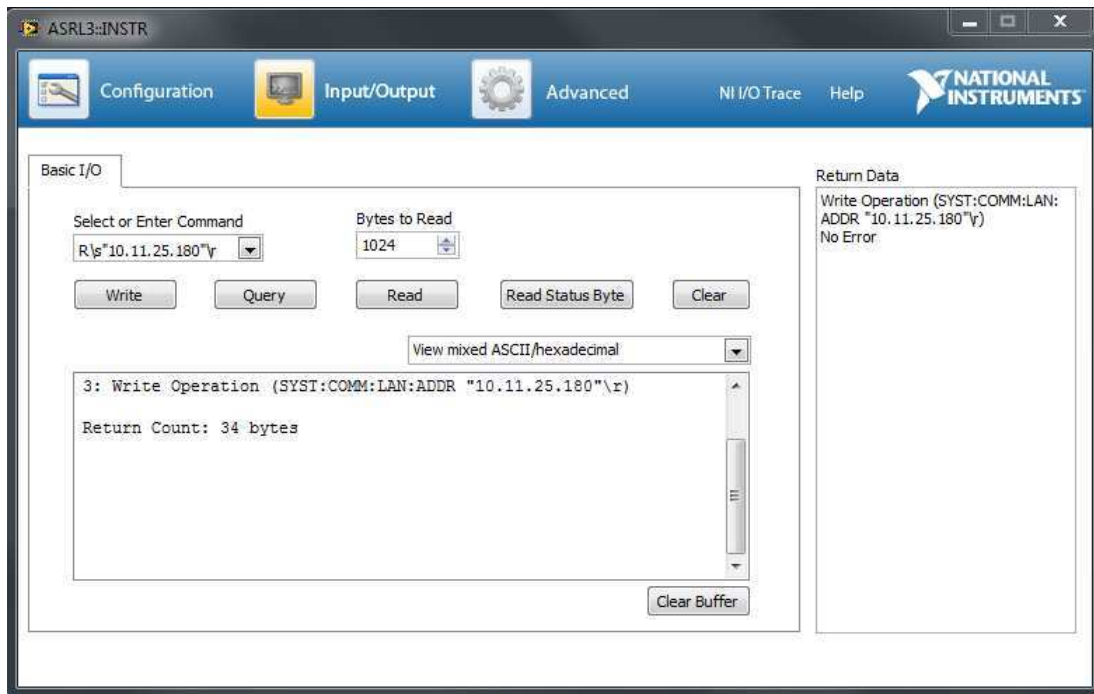 ASRL3::INSTR
Configuration
Input/Output
Advanced
NI I/O Trace
Help
NATIONAL
INSTRUMENTS
Basic I/O
Select or Enter Command
R\s"10.11.25.180"\r
Bytes to Read
1024
Write
Query
Read
Read Status Byte
Clear
View mixed ASCII/hexadecimal
3: Write Operation (SYST:COMM:LAN:ADDR "10.11.25.180"\r)
Return Count: 34 bytes
Clear Buffer
Return Data
Write Operation (SYST:COMM:LAN:
ADDR "10.11.25.180"\r)
No Error